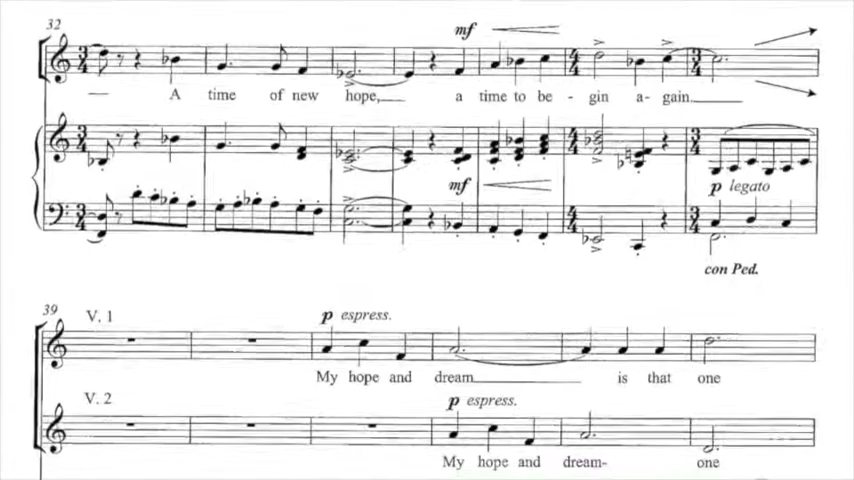 32
mf
A time of new hope, a time to be - gin a- gain.
mf
p legato
con Ped.
39
V. 1
p espress.
My hope and dream is that one
V. 2
p espress.
My hope and dream- one